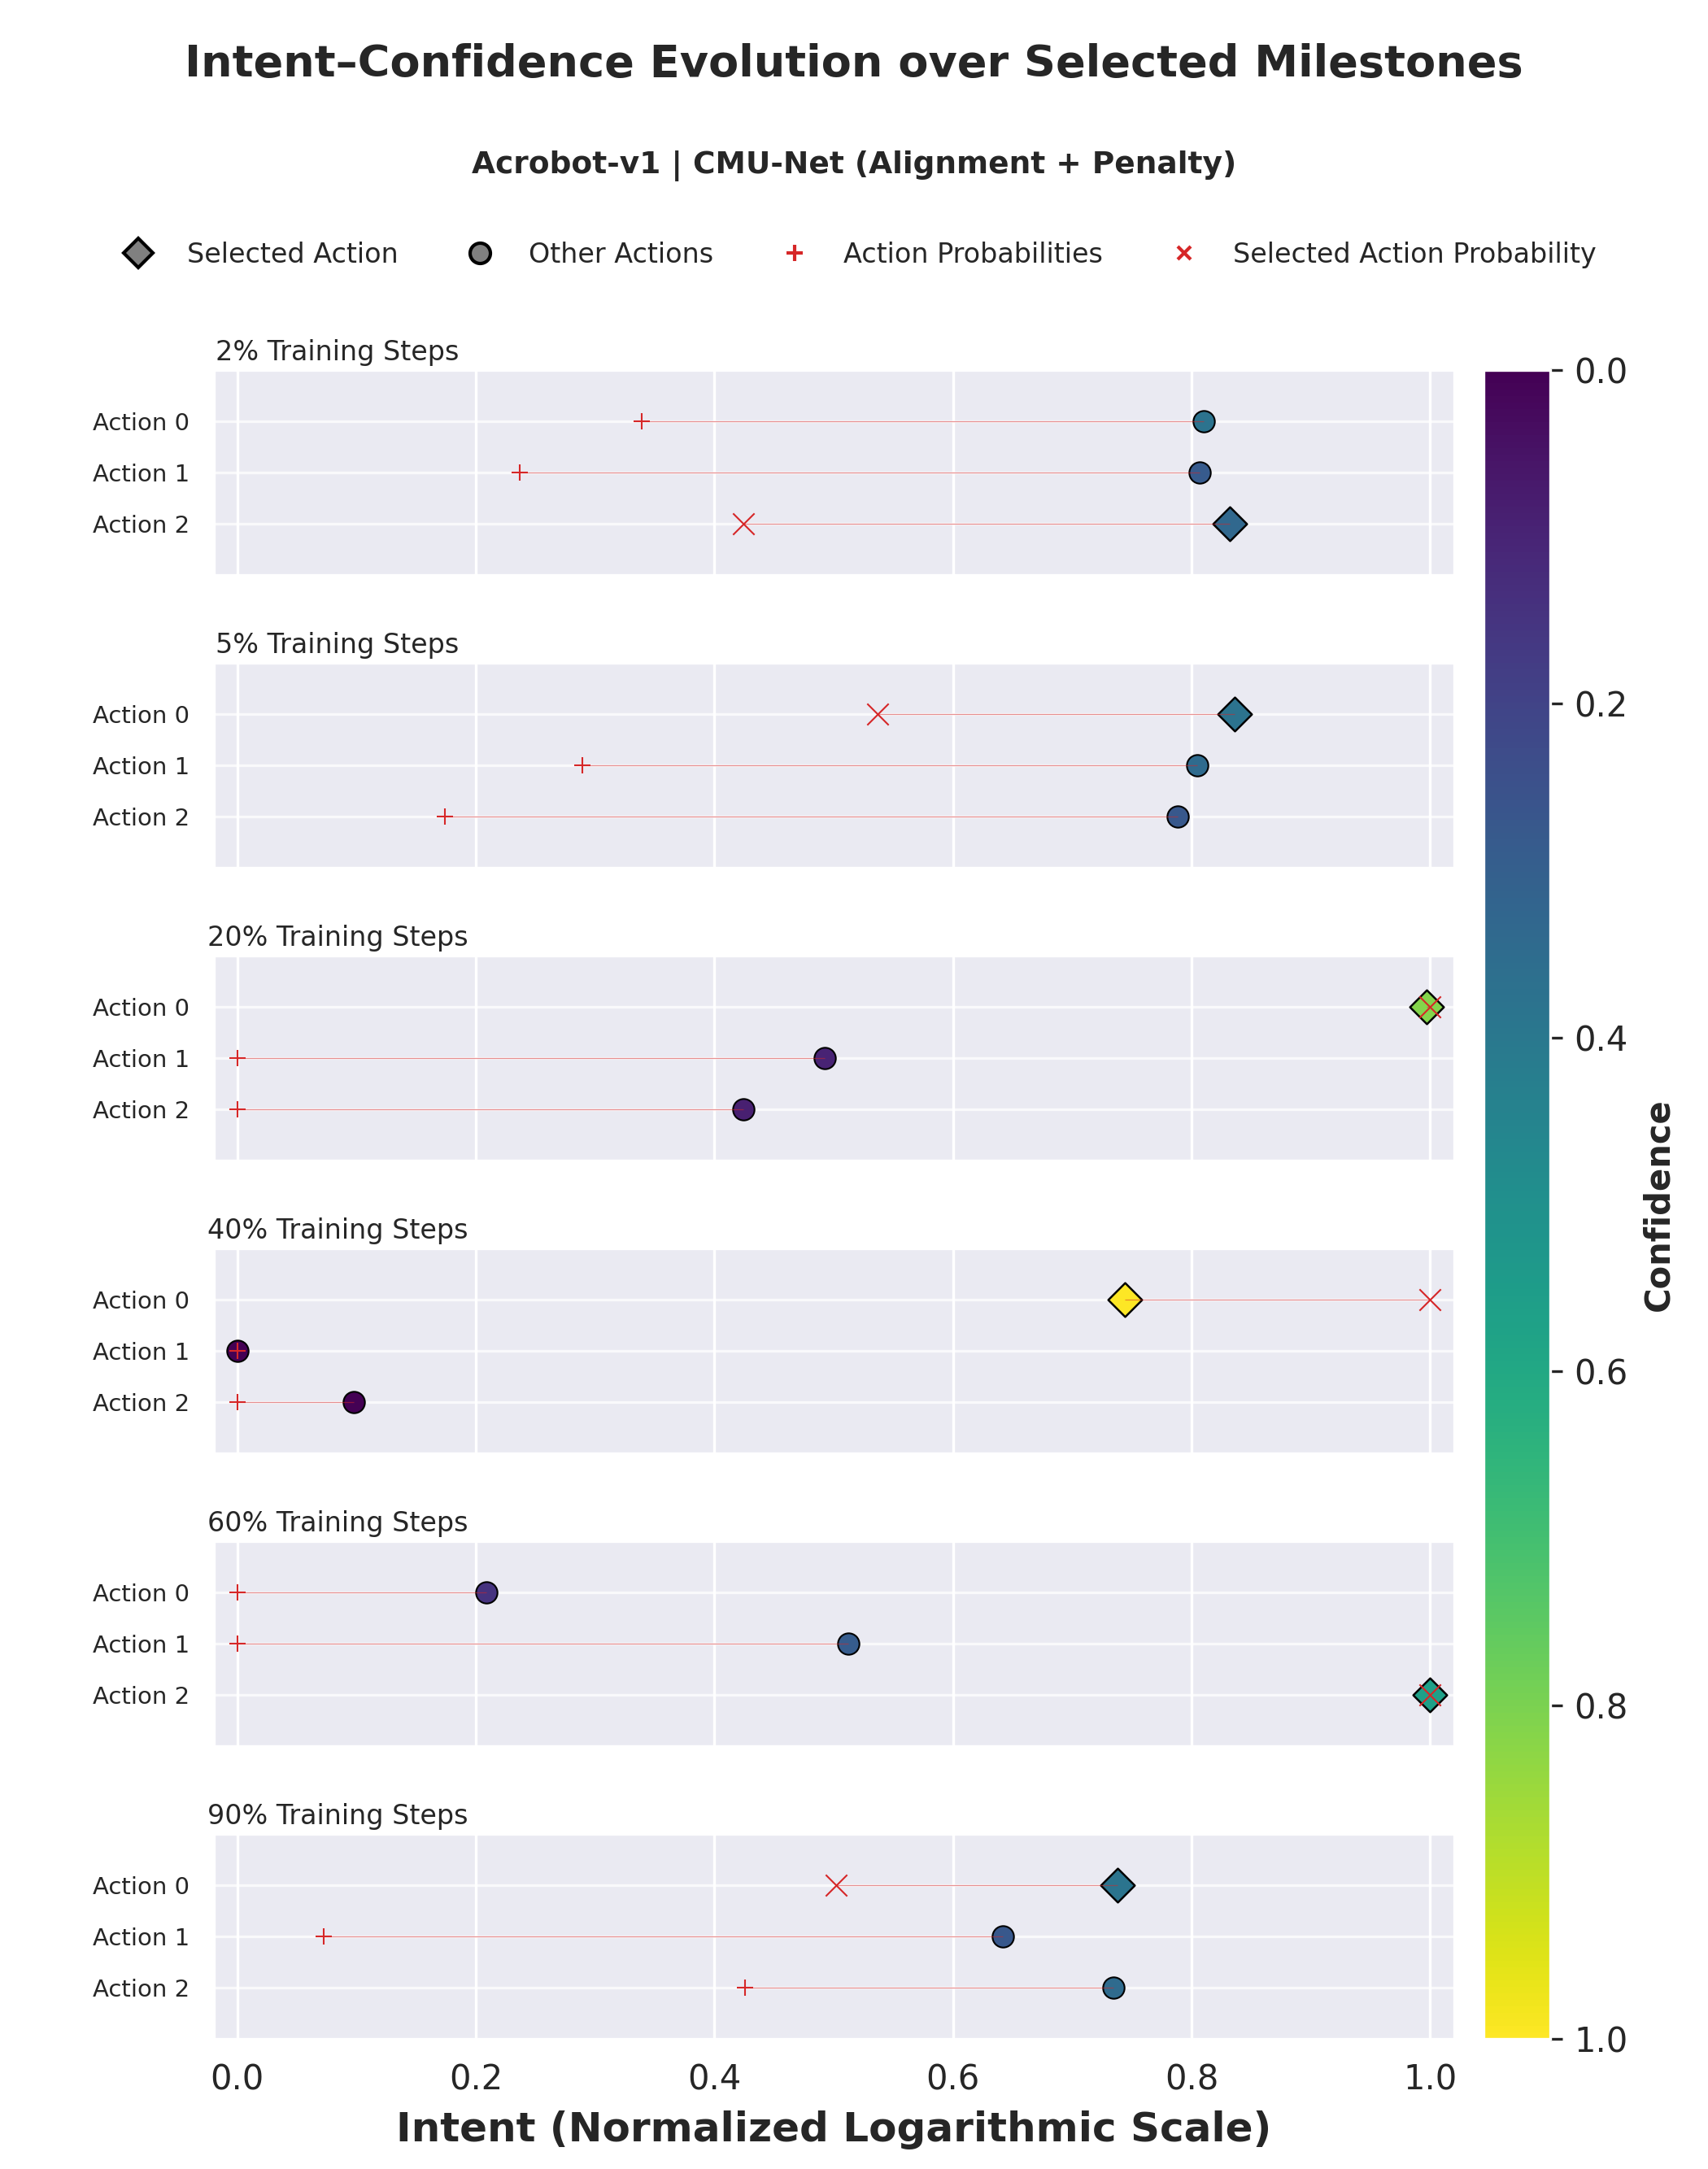 Intent–Confidence Evolution over Selected Milestones
Acrobot-v1 | CMU-Net (Alignment + Penalty)
Selected Action Other Actions Action Probabilities Selected Action Probability
2% Training Steps
Action 0
Action 1
Action 2
5% Training Steps
Action 0
Action 1
Action 2
20% Training Steps
Action 0
Action 1
Action 2
40% Training Steps
Action 0
Action 1
Action 2
60% Training Steps
Action 0
Action 1
Action 2
90% Training Steps
Action 0
Action 1
Action 2
0.0 0.2 0.4 0.6 0.8 1.0
Intent (Normalized Logarithmic Scale)
0.0
0.2
0.4
0.6
0.8
1.0
Confidence